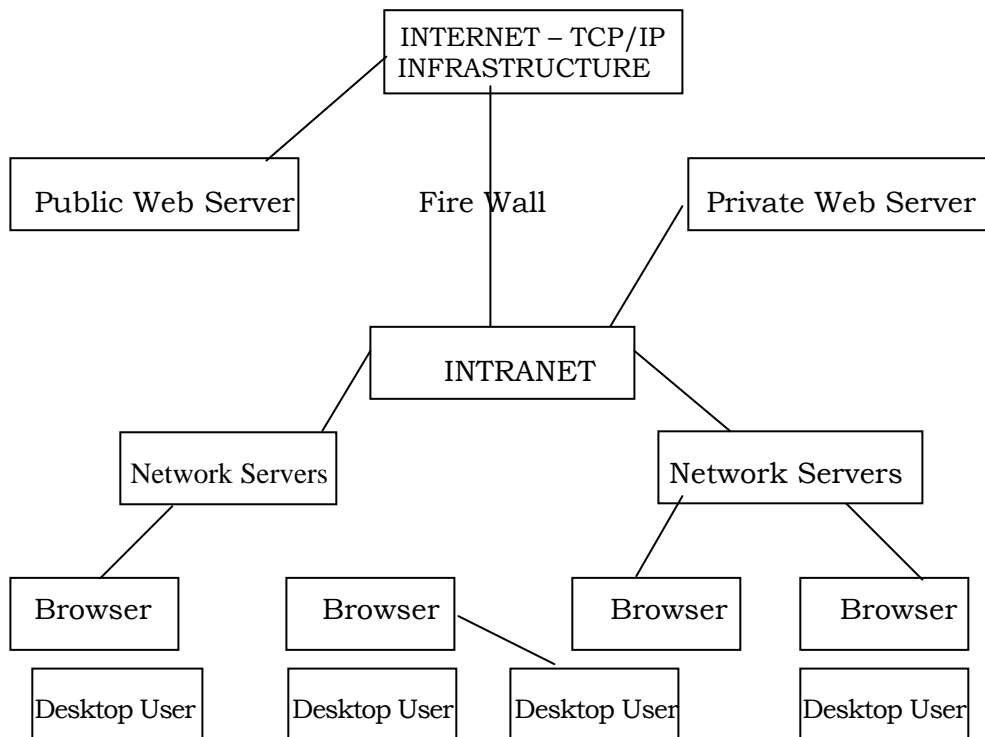 INTERNET – TCP/IP
INFRASTRUCTURE
Public Web Server
Fire Wall
Private Web Server
INTRANET
Network Servers
Network Servers
Browser
Browser
Browser
Browser
Desktop User
Desktop User
Desktop User
Desktop User